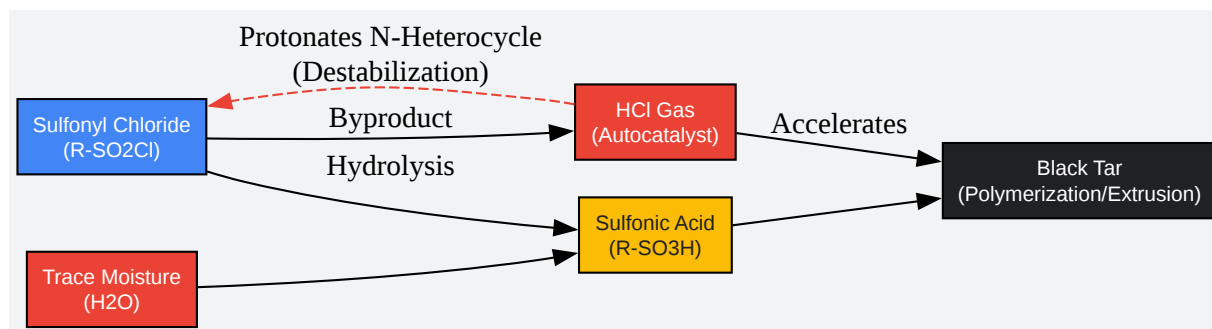 Protonates N-Heterocycle
(Destabilization)
Sulfonyl Chloride
(R-SO2Cl)
Byproduct
HCl Gas
(Autocatalyst)
Accelerates
Hydrolysis
Black Tar
(Polymerization/Extrusion)
Sulfonic Acid
(R-SO3H)
Trace Moisture
(H2O)